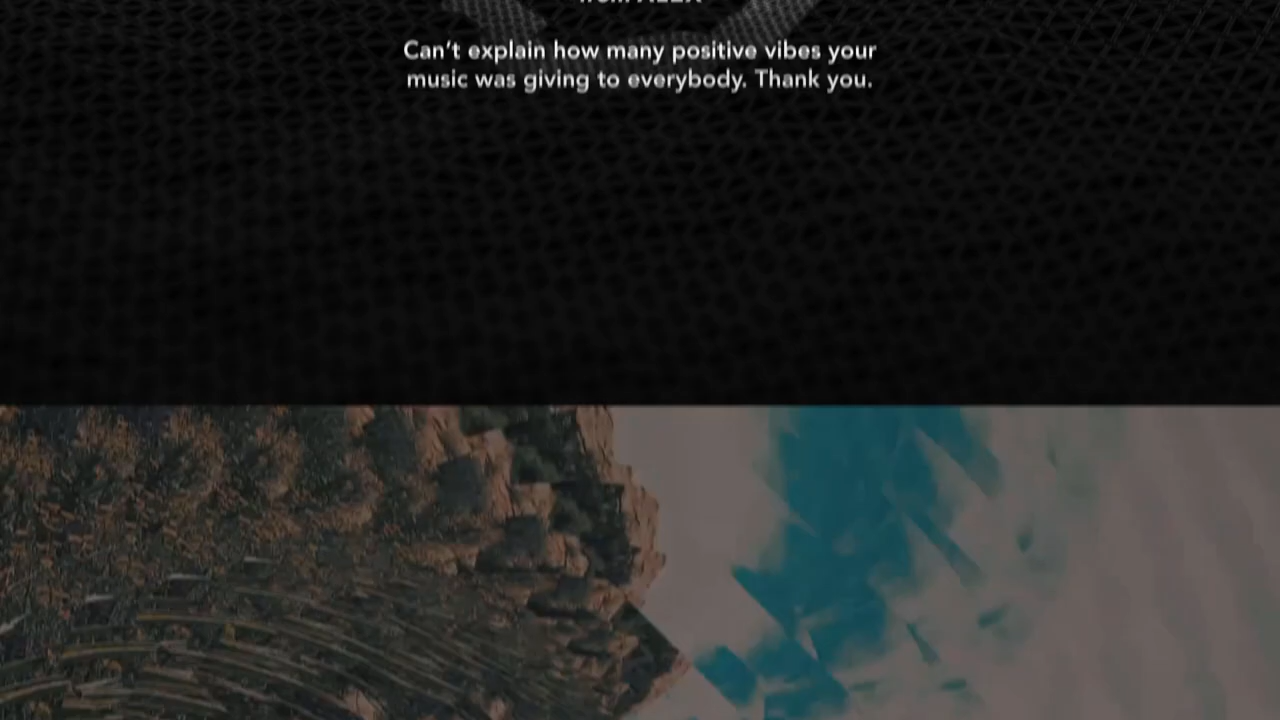 Can't explain how many positive vibes your
music was giving to everybody. Thank you.